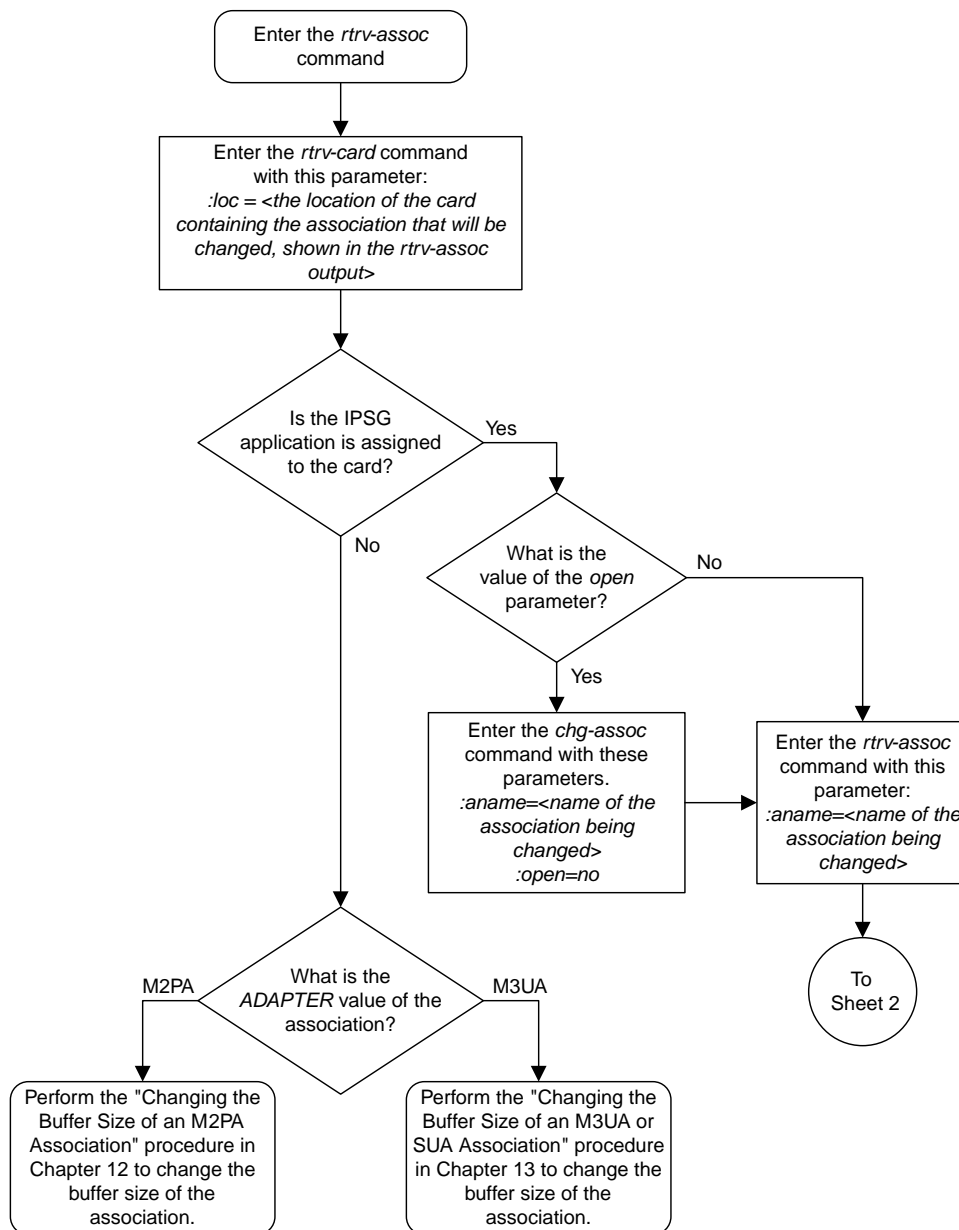 Enter the rtrv-assoc
command
Enter the rtrv-card command
with this parameter:
:loc = <the location of the card
containing the association that will be
changed, shown in the rtrv-assoc
output>
Is the IPSG
application is assigned
to the card?
Yes
No
What is the
value of the open
parameter?
No
Yes
Enter the chg-assoc
command with these
parameters.
:aname=<name of the
association being
changed>
:open=no
Enter the rtrv-assoc
command with this
parameter:
:aname=<name of the
association being
changed>
To
Sheet 2
What is the
ADAPTER value of the
association?
M2PA
M3UA
Perform the "Changing the
Buffer Size of an M2PA
Association" procedure in
Chapter 12 to change the
buffer size of the
association.
Perform the "Changing the
Buffer Size of an M3UA or
SUA Association" procedure
in Chapter 13 to change the
buffer size of the
association.